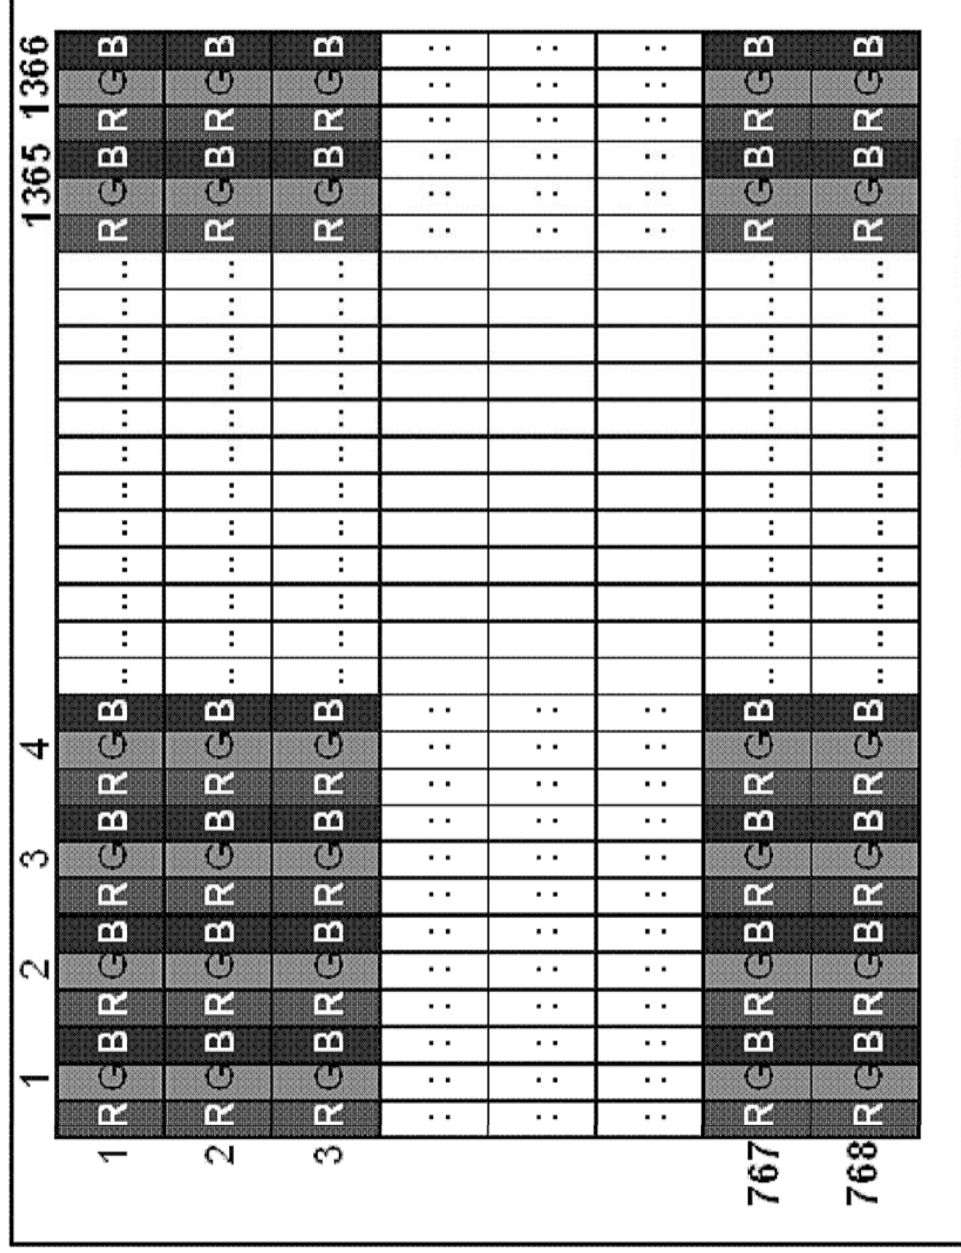 1 2 3 4 1365 1366
1 R G B R G B R G B R G B .. .. .. .. .. .. .. .. .. .. .. .. R G B R G B
2 R G B R G B R G B R G B .. .. .. .. .. .. .. .. .. .. .. .. R G B R G B
3 R G B R G B R G B R G B .. .. .. .. .. .. .. .. .. .. .. .. R G B R G B
: : : : : : : : : : : : : : : : : :
: : : : : : : : : : : : : : : : : :
: : : : : : : : : : : : : : : : : :
767 R G B R G B R G B R G B .. .. .. .. .. .. .. .. .. .. .. .. R G B R G B
768 R G B R G B R G B R G B .. .. .. .. .. .. .. .. .. .. .. .. R G B R G B